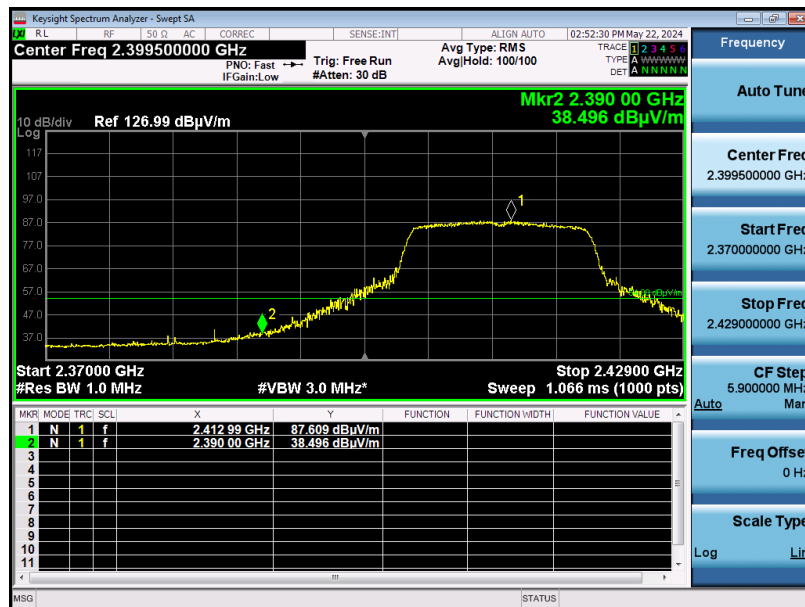 Keysight Spectrum Analyzer - Swept SA
LXI RL RF 50 Ω AC CORREC SENSE:INT ALIGN AUTO 02:52:30 PM May 22, 2024
Center Freq 2.399500000 GHz
PNO: Fast
IFGain:Low
Trig: Free Run
#Atten: 30 dB
Avg Type: RMS
Avg|Hold: 100/100
TRACE 1 2 3 4 5 6
TYPE A WWWWW
DET A N N N N N
Mkr2 2.390 00 GHz
38.496 dBµV/m
10 dB/div Ref 126.99 dBµV/m
Log
117
107
97.0
87.0
77.0
67.0
57.0
47.0
37.0
1
2
dBµV/m
Start 2.37000 GHz Stop 2.42900 GHz
#Res BW 1.0 MHz #VBW 3.0 MHz* Sweep 1.066 ms (1000 pts)
MKR MODE TRC SCL X Y FUNCTION FUNCTION WIDTH FUNCTION VALUE
1 N 1 f 2.412 99 GHz 87.609 dBµV/m
2 N 1 f 2.390 00 GHz 38.496 dBµV/m
3
4
5
6
7
8
9
10
11
MSG STATUS
Frequency
Auto Tune
Center Freq
2.399500000 GHz
Start Freq
2.370000000 GHz
Stop Freq
2.429000000 GHz
CF Step
5.900000 MHz
Auto Man
Freq Offset
0 Hz
Scale Type
Log Lin